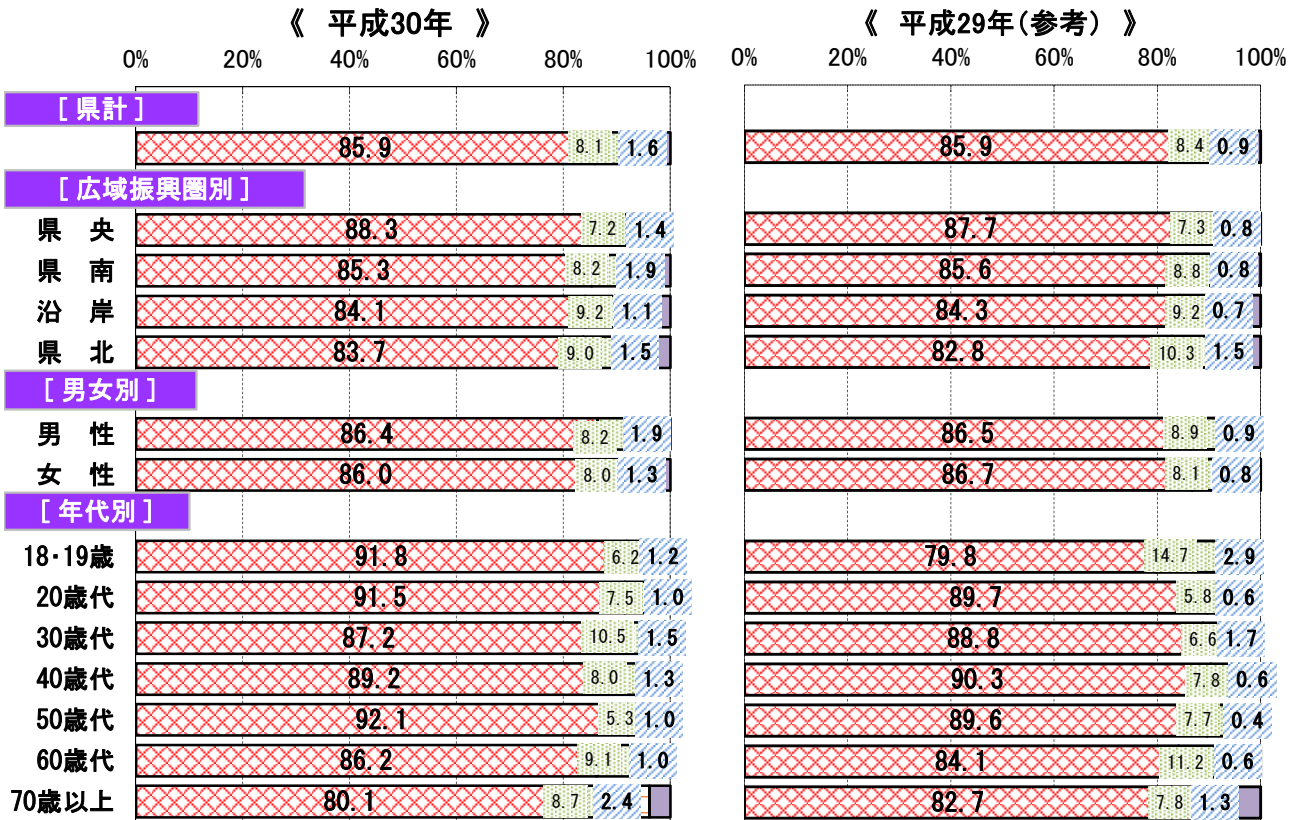 《 平成30年 》 《 平成29年(参考) 》
0% 20% 40% 60% 80% 100% 0% 20% 40% 60% 80% 100%
[ 県計 ]
85.9 8.1 1.6 85.9 8.4 0.9
[ 広域振興圏別 ]
県 央 88.3 7.2 1.4 87.7 7.3 0.8
県 南 85.3 8.2 1.9 85.6 8.8 0.8
沿 岸 84.1 9.2 1.1 84.3 9.2 0.7
県 北 83.7 9.0 1.5 82.8 10.3 1.5
[ 男女別 ]
男 性 86.4 8.2 1.9 86.5 8.9 0.9
女 性 86.0 8.0 1.3 86.7 8.1 0.8
[ 年代別 ]
18・19歳 91.8 6.2 1.2 79.8 14.7 2.9
20歳代 91.5 7.5 1.0 89.7 5.8 0.6
30歳代 87.2 10.5 1.5 88.8 6.6 1.7
40歳代 89.2 8.0 1.3 90.3 7.8 0.6
50歳代 92.1 5.3 1.0 89.6 7.7 0.4
60歳代 86.2 9.1 1.0 84.1 11.2 0.6
70歳以上 80.1 8.7 2.4 82.7 7.8 1.3